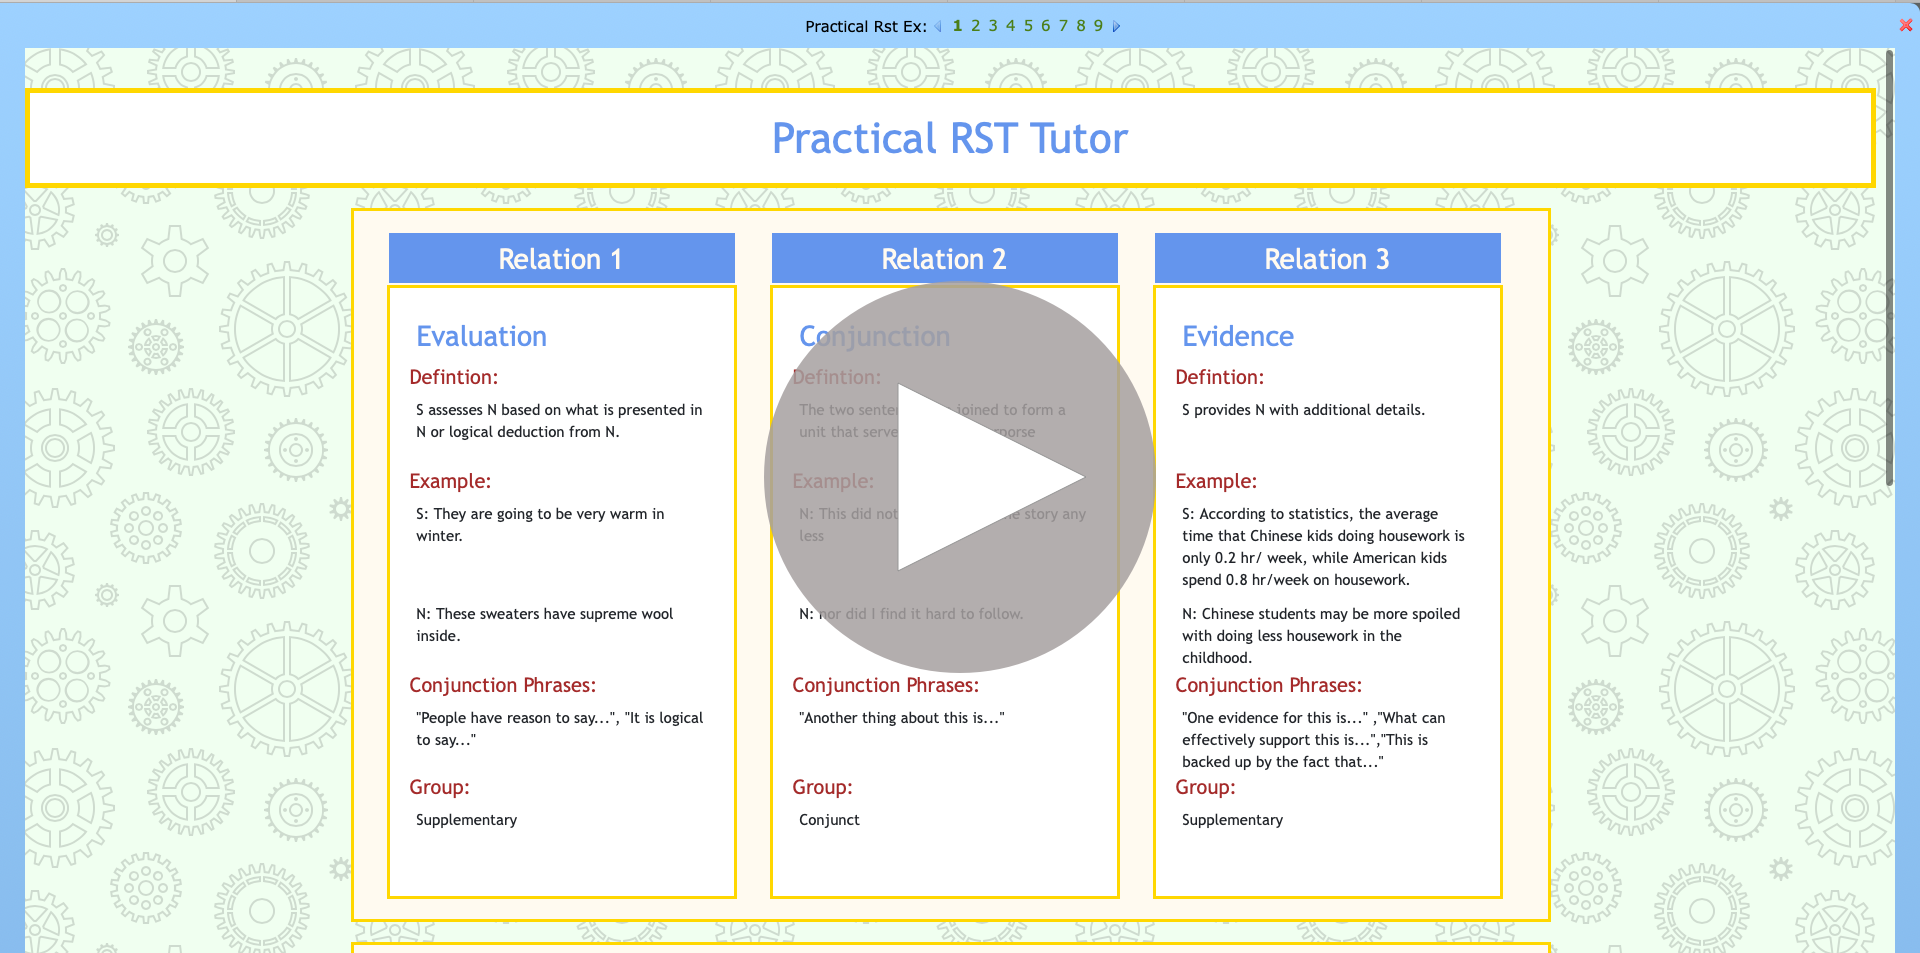 Practical Rst Ex: 1 2 3 4 5 6 7 8 9
Practical RST Tutor
Relation 1
Evaluation
Defintion:
S assesses N based on what is presented in
N or logical deduction from N.
Example:
S: They are going to be very warm in
winter.
N: These sweaters have supreme wool
inside.
Conjunction Phrases:
"People have reason to say...", "It is logical
to say..."
Group:
Supplementary
Relation 2
Conjunction
Defintion:
The two senten joined to form a
unit that serve rporse
Example:
N: This did not e story any
less
N: nor did I find it hard to follow.
Conjunction Phrases:
"Another thing about this is..."
Group:
Conjunct
Relation 3
Evidence
Defintion:
S provides N with additional details.
Example:
S: According to statistics, the average
time that Chinese kids doing housework is
only 0.2 hr/ week, while American kids
spend 0.8 hr/week on housework.
N: Chinese students may be more spoiled
with doing less housework in the
childhood.
Conjunction Phrases:
"One evidence for this is..." ,"What can
effectively support this is...","This is
backed up by the fact that..."
Group:
Supplementary